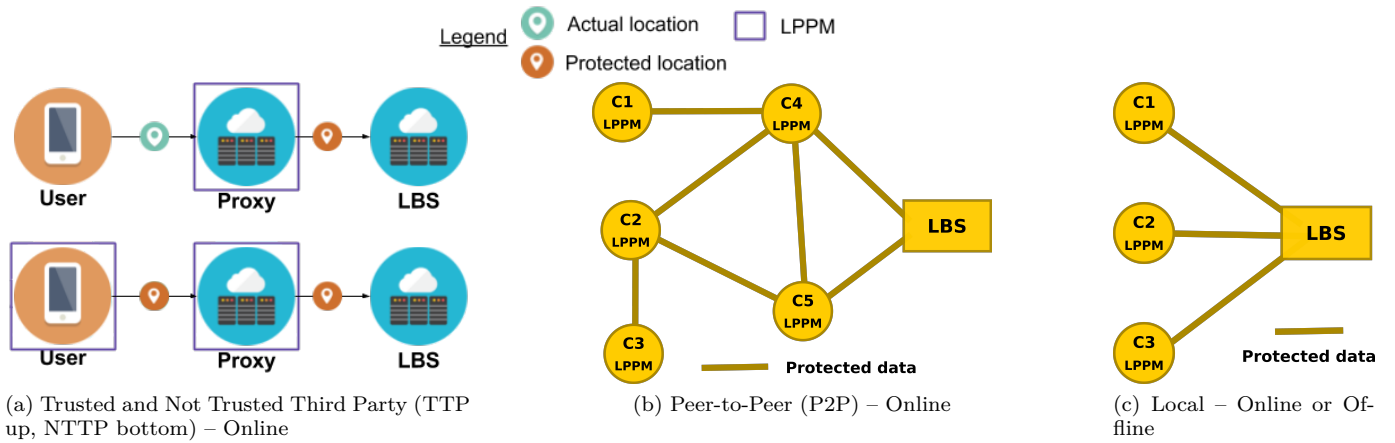 Legend
Actual location
LPPM
Protected location
User
Proxy
LBS
User
Proxy
LBS
C1
LPPM
C4
LPPM
C2
LPPM
LBS
C5
LPPM
C3
LPPM
Protected data
C1
LPPM
C2
LPPM
LBS
C3
LPPM
Protected data
(a) Trusted and Not Trusted Third Party (TTP
up, NTTP bottom) – Online
(b) Peer-to-Peer (P2P) – Online
(c) Local – Online or Of-
fline